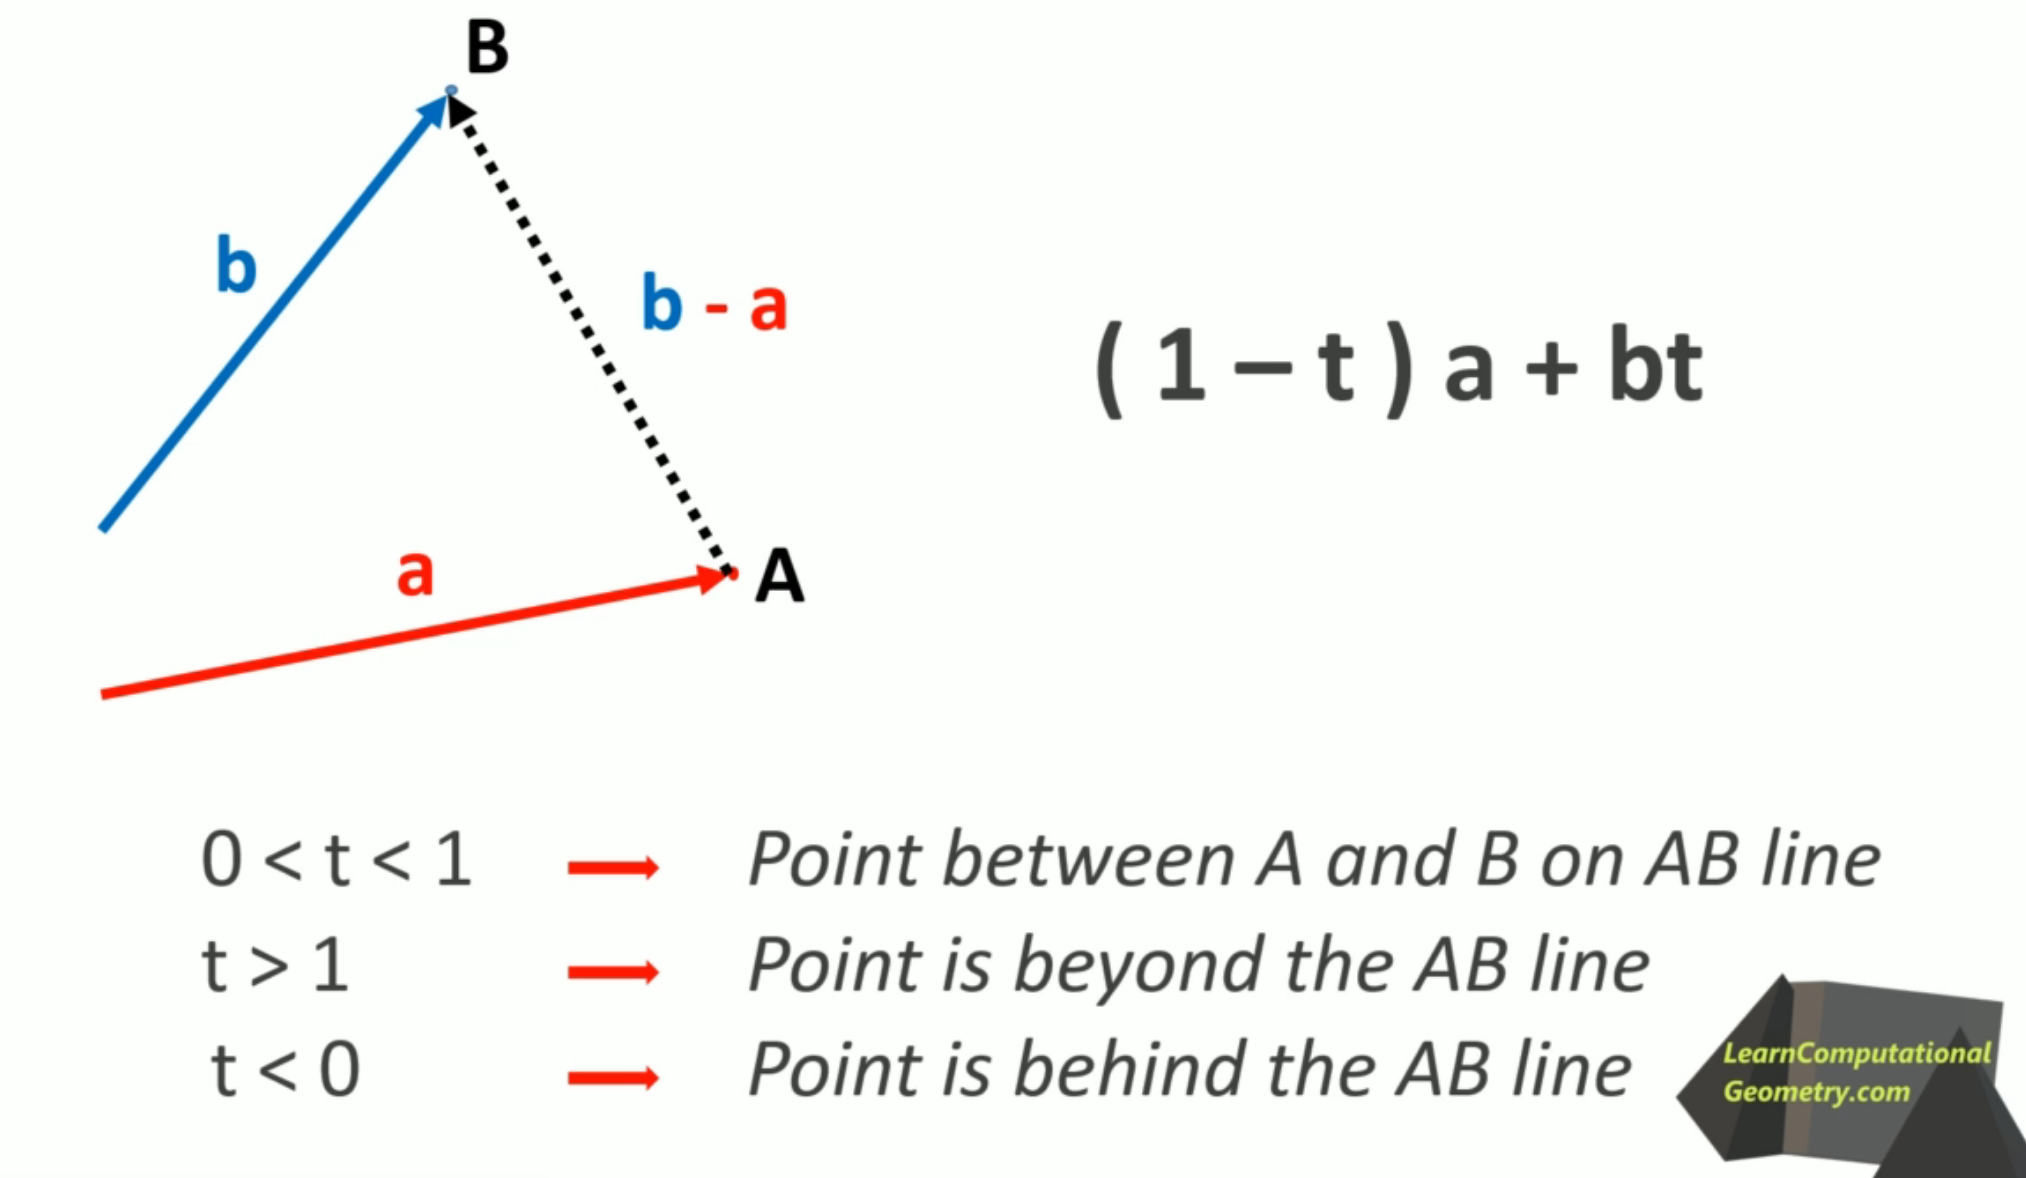 B
b
b - a
( 1 – t ) a + bt
a
A
0 < t < 1 Point between A and B on AB line
t > 1 Point is beyond the AB line
t < 0 Point is behind the AB line
LearnComputational
Geometry.com